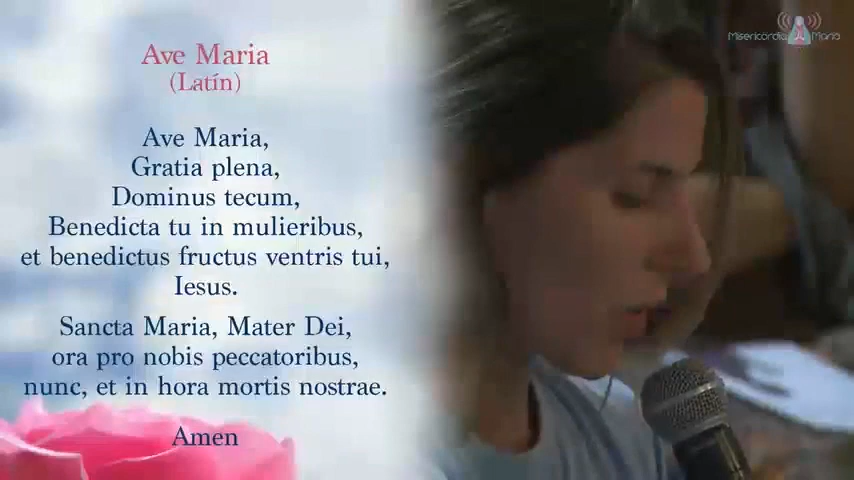 Ave Maria
(Latín)
Ave Maria,
Gratia plena,
Dominus tecum,
Benedicta tu in mulieribus,
et benedictus fructus ventris tui,
Iesus.
Sancta Maria, Mater Dei,
ora pro nobis peccatoribus,
nunc, et in hora mortis nostrae.
Amen
Misericordia Maria